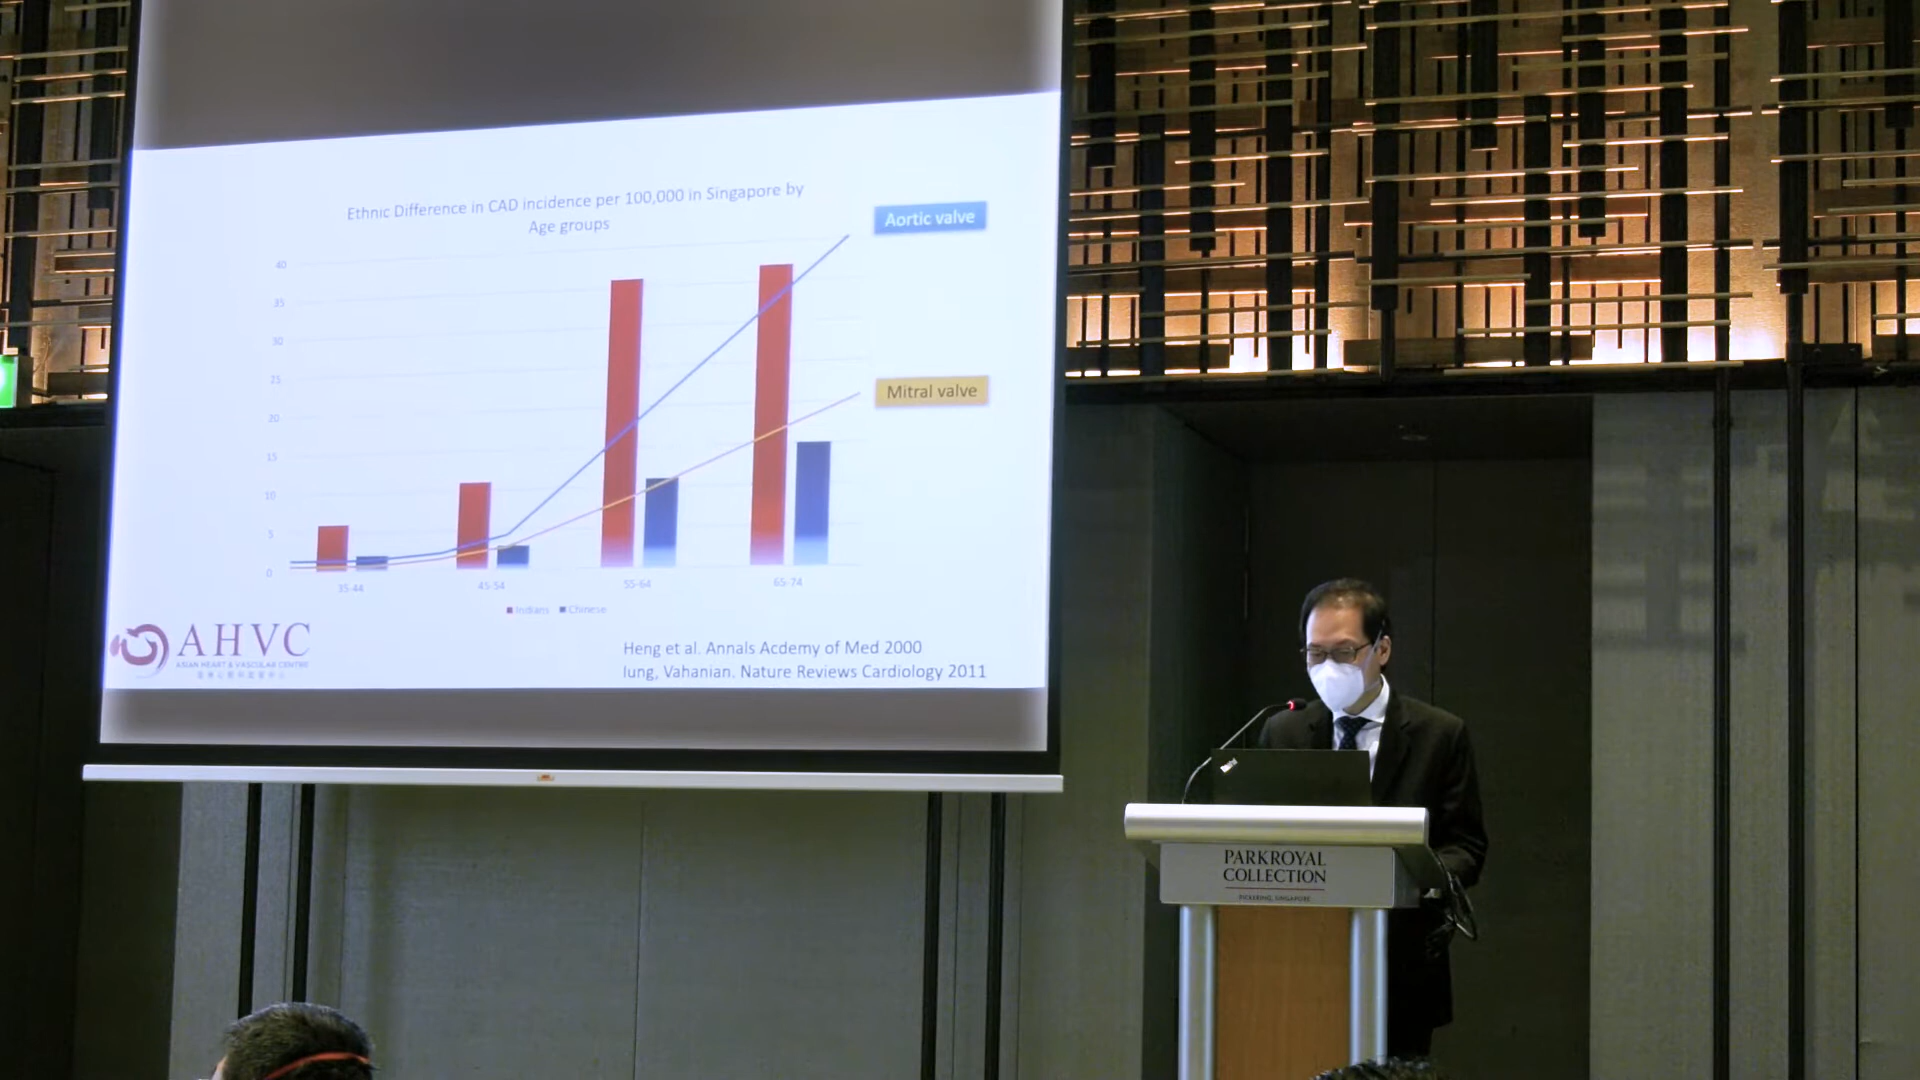 Ethnic Difference in CAD incidence per 100,000 in Singapore by
Age groups
Aortic valve
Mitral valve
40
35
30
25
20
15
10
5
0
35-44
45-54
55-64
65-74
Indians
Chinese
AHVC
ASIAN HEART & VASCULAR CENTRE
Heng et al. Annals Acdemy of Med 2000
Iung, Vahanian. Nature Reviews Cardiology 2011
PARKROYAL
COLLECTION
PICKERING, SINGAPORE